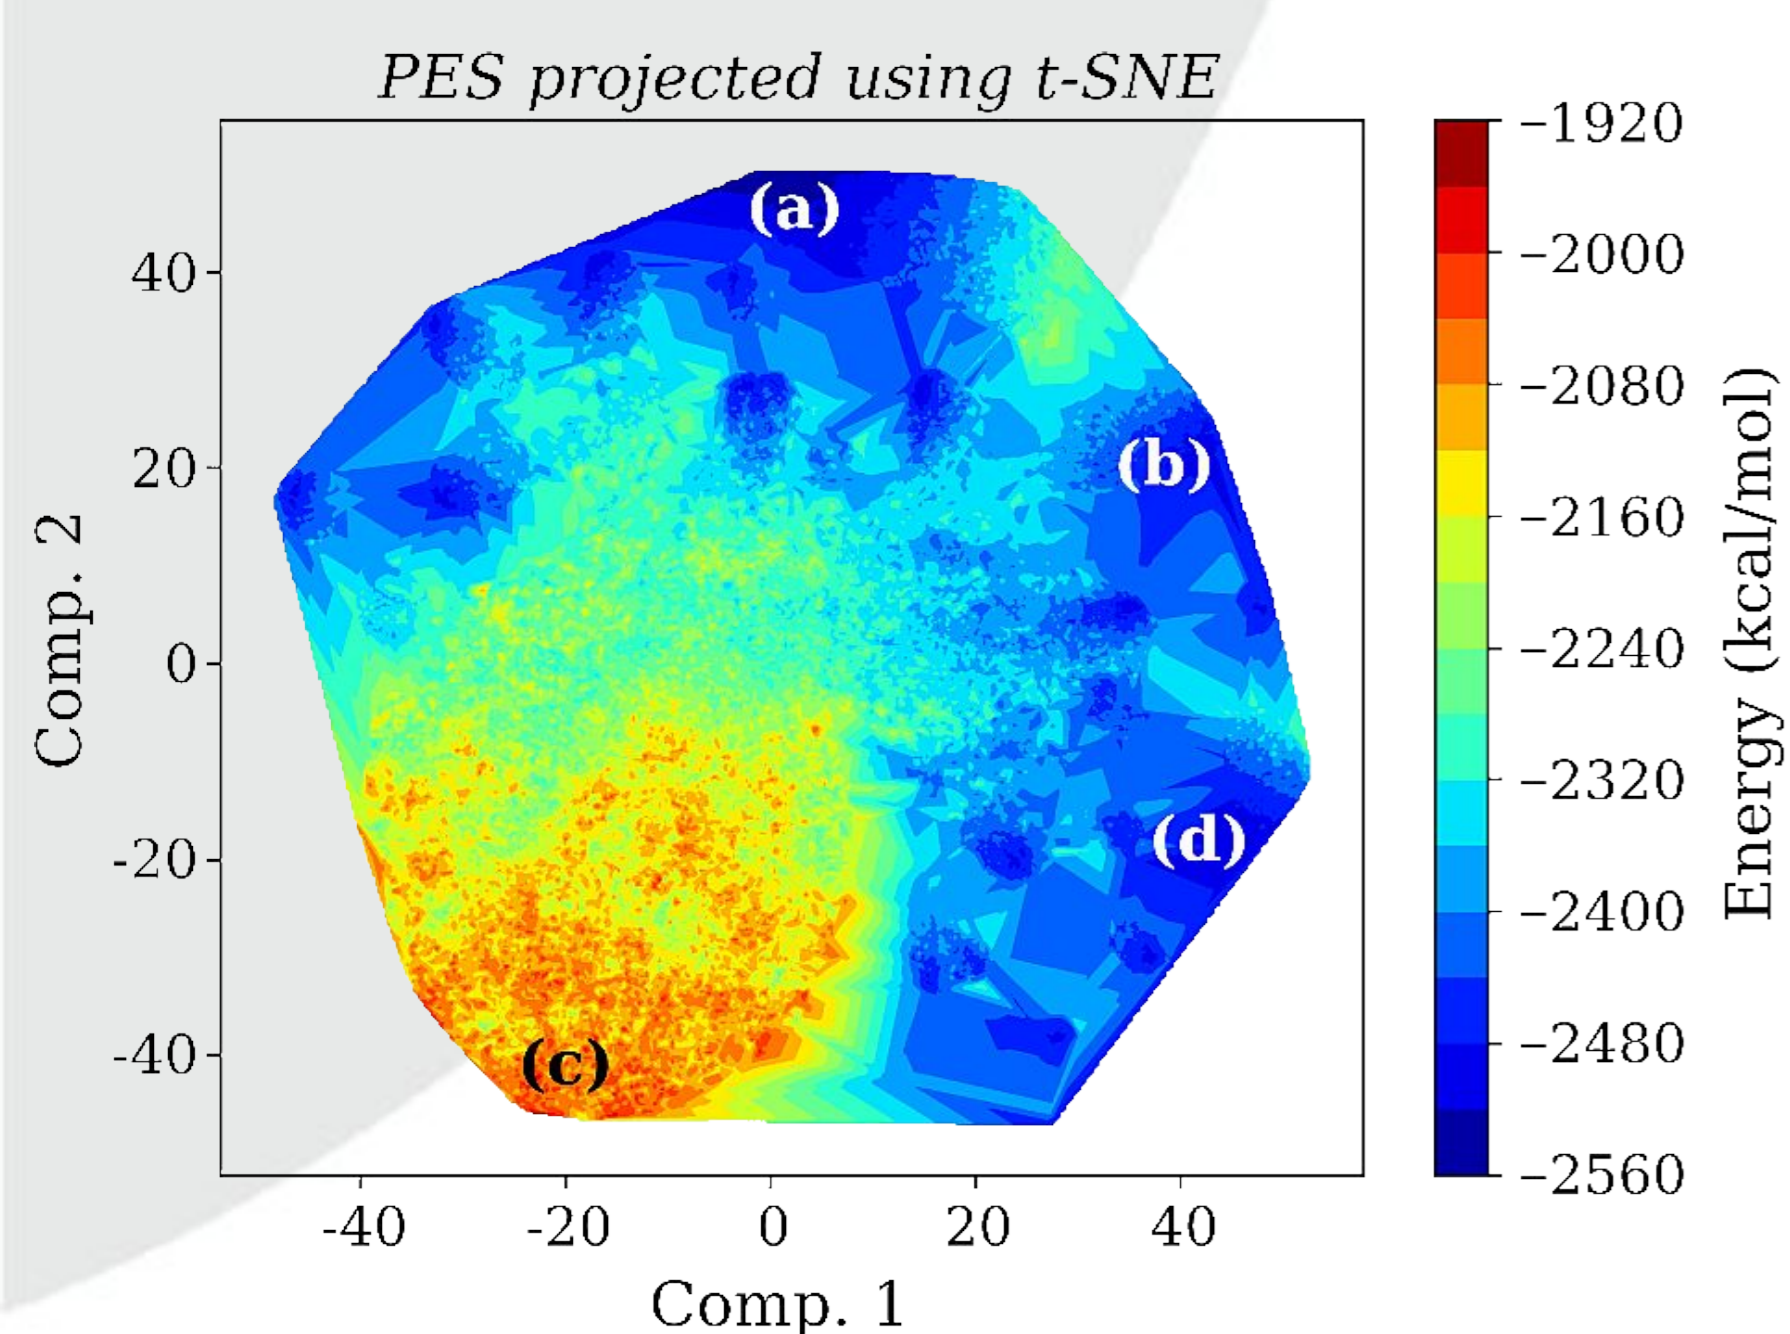 PES projected using t-SNE
(a)
(b)
(c)
(d)
Comp. 2
40
20
0
-20
-40
-40
-20
0
20
40
Comp. 1
−1920
−2000
−2080
−2160
−2240
−2320
−2400
−2480
−2560
Energy (kcal/mol)